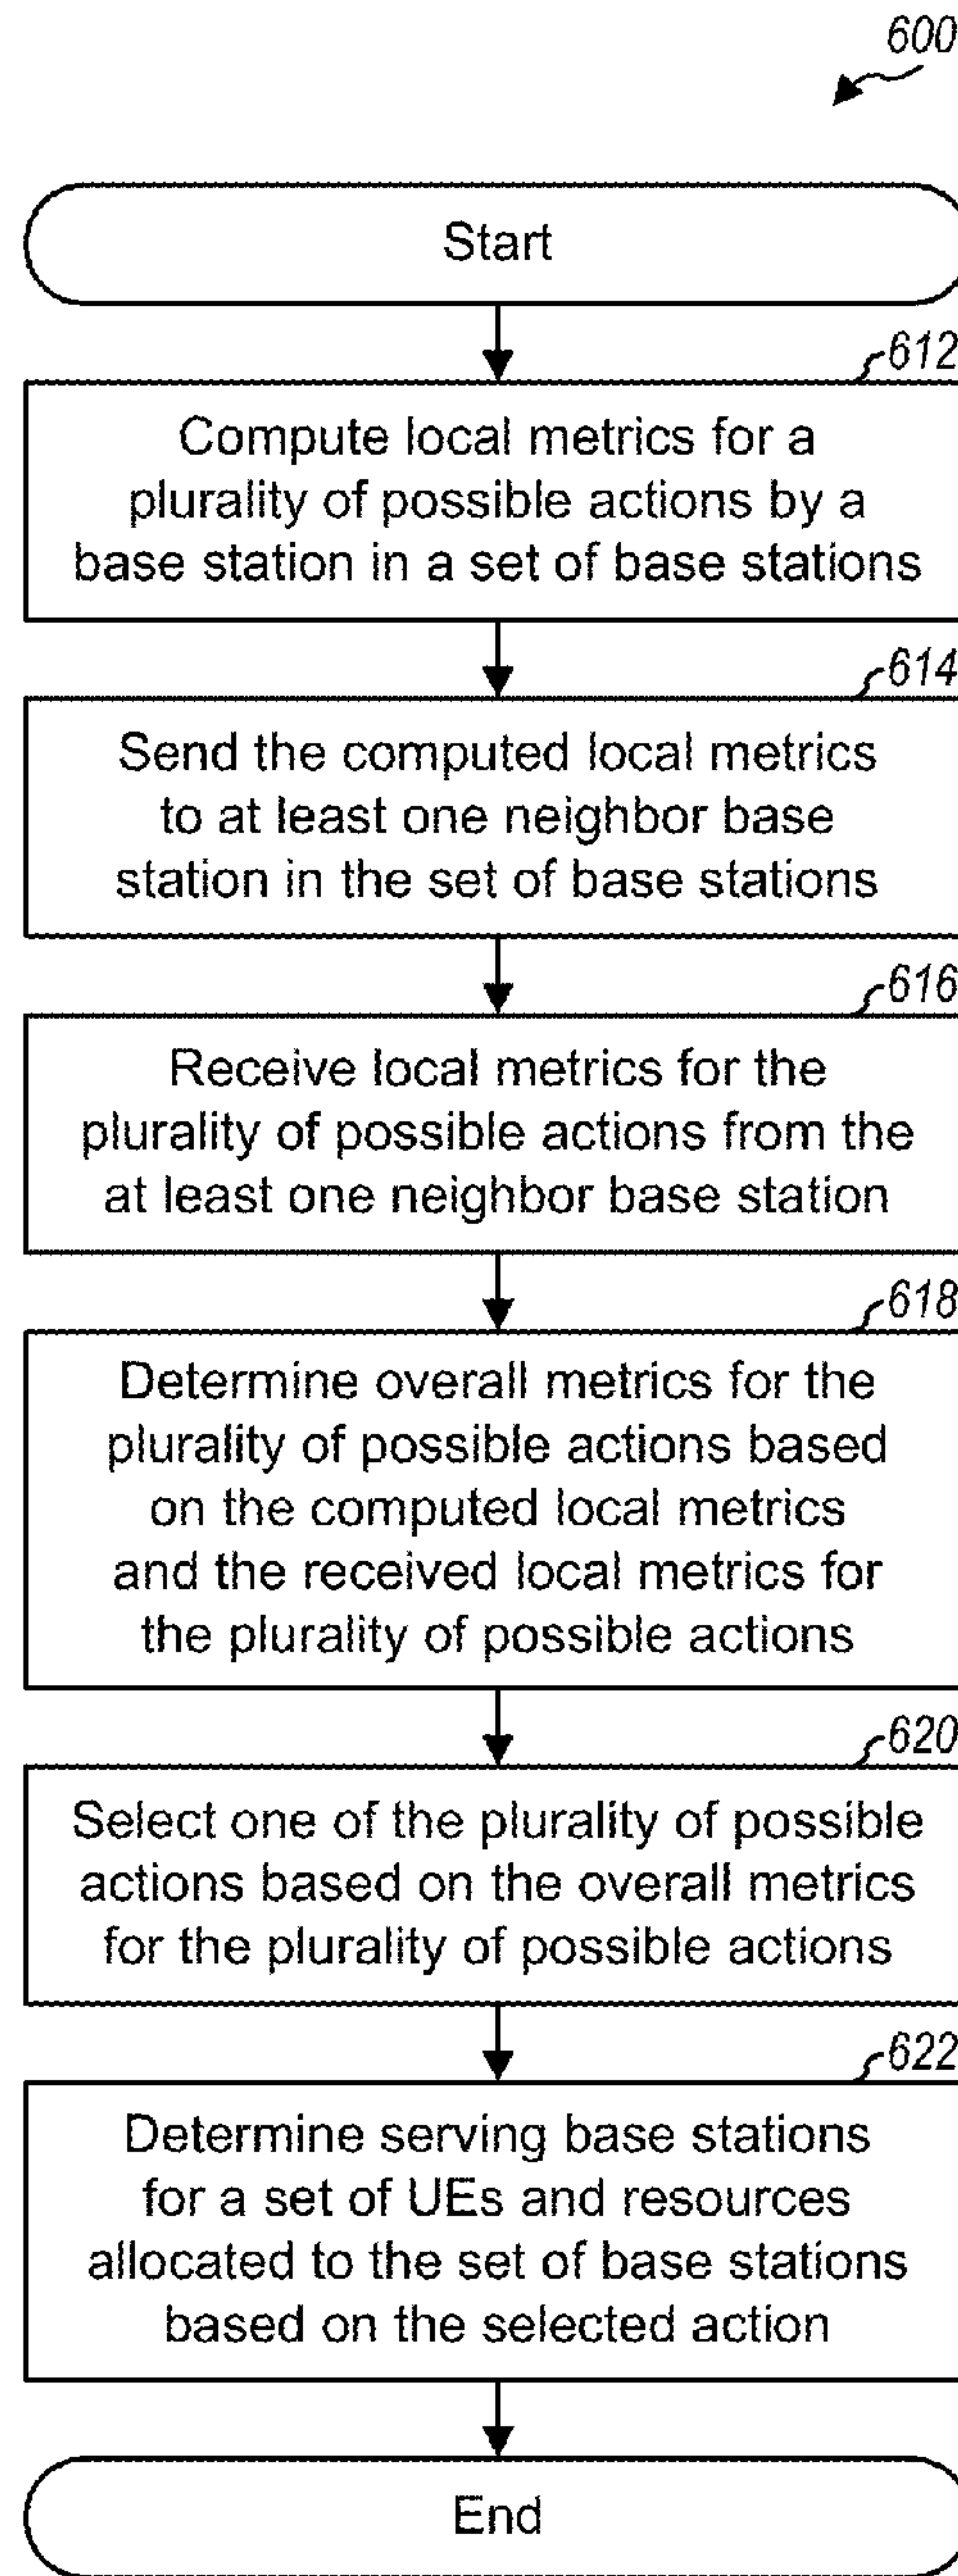 600
Start
612
Compute local metrics for a
plurality of possible actions by a
base station in a set of base stations
614
Send the computed local metrics
to at least one neighbor base
station in the set of base stations
616
Receive local metrics for the
plurality of possible actions from the
at least one neighbor base station
618
Determine overall metrics for the
plurality of possible actions based
on the computed local metrics
and the received local metrics for
the plurality of possible actions
620
Select one of the plurality of possible
actions based on the overall metrics
for the plurality of possible actions
622
Determine serving base stations
for a set of UEs and resources
allocated to the set of base stations
based on the selected action
End